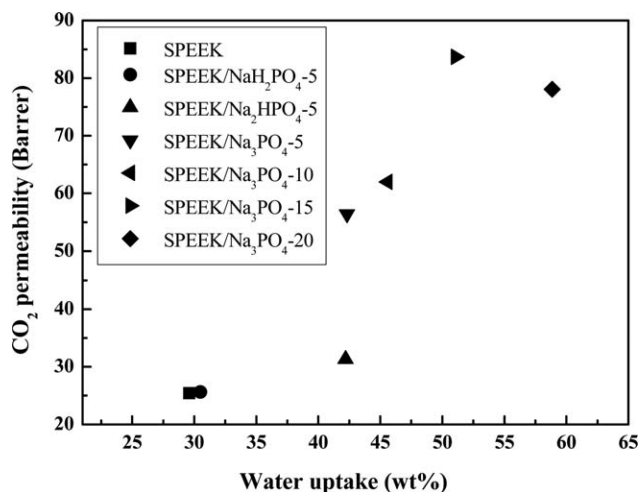 90
80
70
60
50
40
30
20
CO₂ permeability (Barrer)
SPEEK
SPEEK/NaH₂PO₄-5
SPEEK/Na₂HPO₄-5
SPEEK/Na₃PO₄-5
SPEEK/Na₃PO₄-10
SPEEK/Na₃PO₄-15
SPEEK/Na₃PO₄-20
25 30 35 40 45 50 55 60 65
Water uptake (wt%)